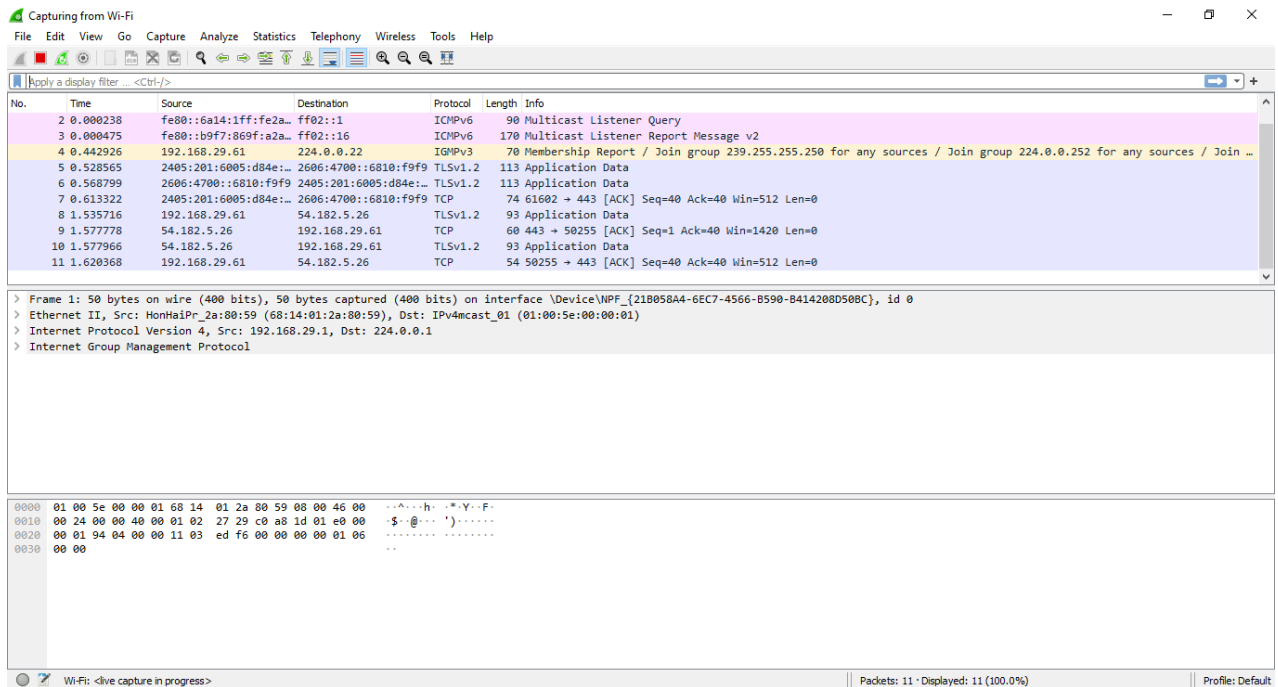 Capturing from Wi-Fi
File Edit View Go Capture Analyze Statistics Telephony Wireless Tools Help
Apply a display filter ... <Ctrl-/>
No. Time Source Destination Protocol Length Info
2 0.000238 fe80::6a14:1ff:fe2a… ff02::1 ICMPv6 90 Multicast Listener Query
3 0.000475 fe80::b9f7:869f:a2a… ff02::16 ICMPv6 170 Multicast Listener Report Message v2
4 0.442926 192.168.29.61 224.0.0.22 IGMPv3 70 Membership Report / Join group 239.255.255.250 for any sources / Join group 224.0.0.252 for any sources / Join …
5 0.528565 2405:201:6005:d84e:… 2606:4700::6810:f9f9 TLSv1.2 113 Application Data
6 0.568799 2606:4700::6810:f9f9 2405:201:6005:d84e:… TLSv1.2 113 Application Data
7 0.613322 2405:201:6005:d84e:… 2606:4700::6810:f9f9 TCP 74 61602 → 443 [ACK] Seq=40 Ack=40 Win=512 Len=0
8 1.535716 192.168.29.61 54.182.5.26 TLSv1.2 93 Application Data
9 1.577778 54.182.5.26 192.168.29.61 TCP 60 443 → 50255 [ACK] Seq=1 Ack=40 Win=1420 Len=0
10 1.577966 54.182.5.26 192.168.29.61 TLSv1.2 93 Application Data
11 1.620368 192.168.29.61 54.182.5.26 TCP 54 50255 → 443 [ACK] Seq=40 Ack=40 Win=512 Len=0
> Frame 1: 50 bytes on wire (400 bits), 50 bytes captured (400 bits) on interface \Device\NPF_{21B058A4-6EC7-4566-B590-B414208D50BC}, id 0
> Ethernet II, Src: HonHaiPr_2a:80:59 (68:14:01:2a:80:59), Dst: IPv4mcast_01 (01:00:5e:00:00:01)
> Internet Protocol Version 4, Src: 192.168.29.1, Dst: 224.0.0.1
> Internet Group Management Protocol
0000 01 00 5e 00 00 01 68 14 01 2a 80 59 08 00 46 00 ··^···h· ·*·Y··F·
0010 00 24 00 00 40 00 01 02 27 29 c0 a8 1d 01 e0 00 ·$··@··· ')······
0020 00 01 94 04 00 00 11 03 ed f6 00 00 00 00 01 06 ········ ········
0030 00 00 ··
Wi-Fi: <live capture in progress> Packets: 11 · Displayed: 11 (100.0%) Profile: Default